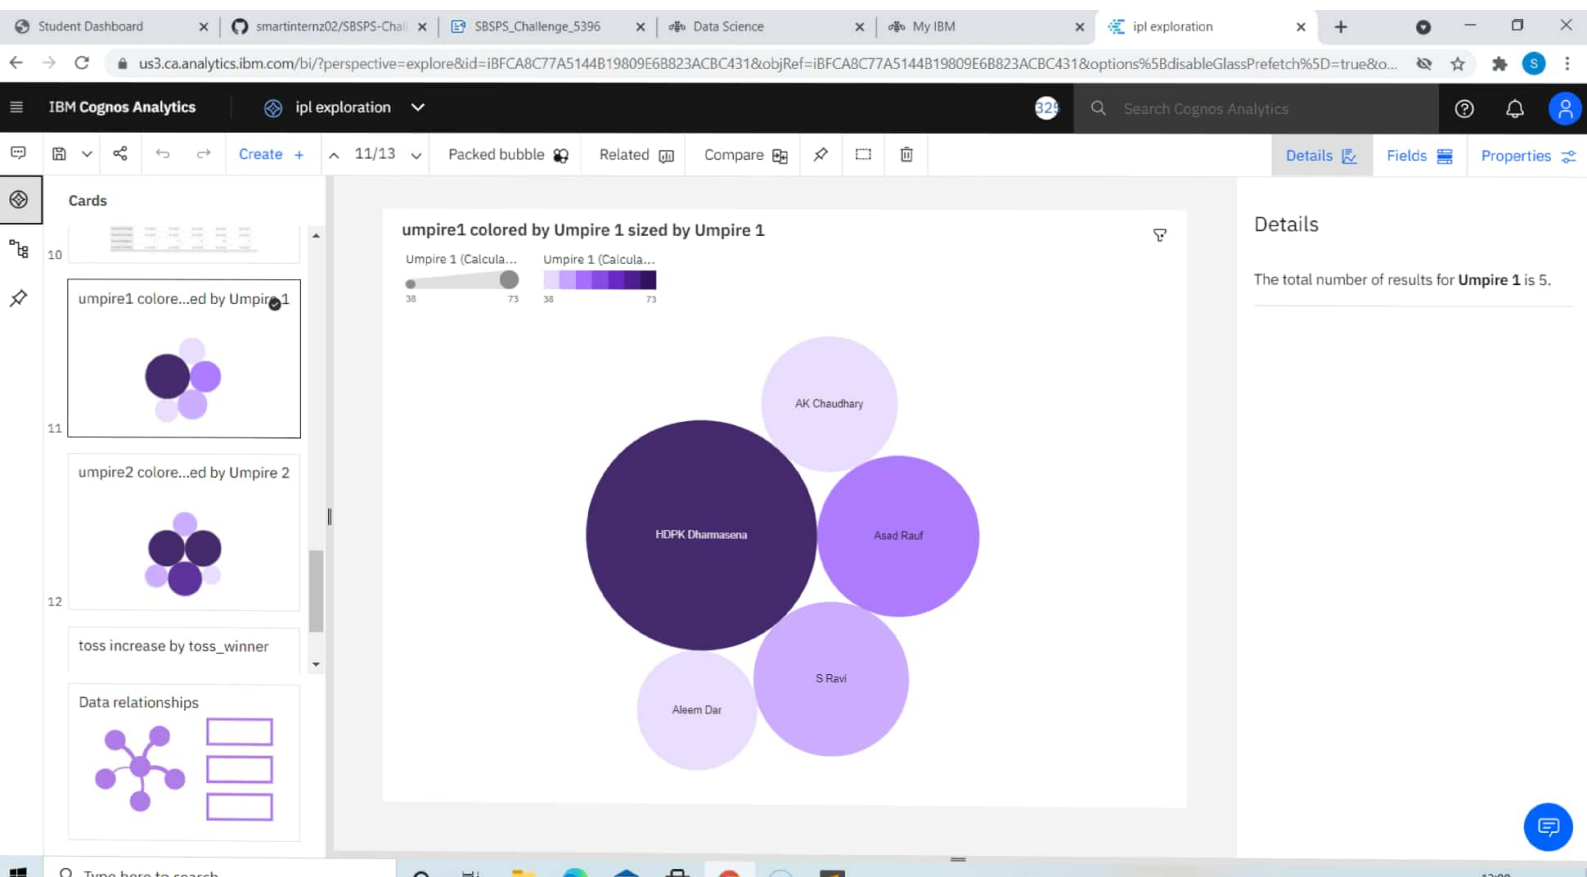 Student Dashboard
smartinternz02/SBSPS-Chal
SBSPS_Challenge_5396
Data Science
My IBM
ipl exploration
us3.ca.analytics.ibm.com/bi/?perspective=explore&id=iBFCA8C77A5144B19809E6B823ACBC431&objRef=iBFCA8C77A5144B19809E6B823ACBC431&options%5BdisableGlassPrefetch%5D=true&o...
S
IBM Cognos Analytics
ipl exploration
325
Search Cognos Analytics
Create +
11/13
Packed bubble
Related
Compare
Details
Fields
Properties
Cards
10
umpire1 colore...ed by Umpire 1
11
umpire2 colore...ed by Umpire 2
12
toss increase by toss_winner
Data relationships
umpire1 colored by Umpire 1 sized by Umpire 1
Umpire 1 (Calcula...
Umpire 1 (Calcula...
38 73
38 73
AK Chaudhary
HDPK Dharmasena
Asad Rauf
S Ravi
Aleem Dar
Details
The total number of results for Umpire 1 is 5.
Type here to search